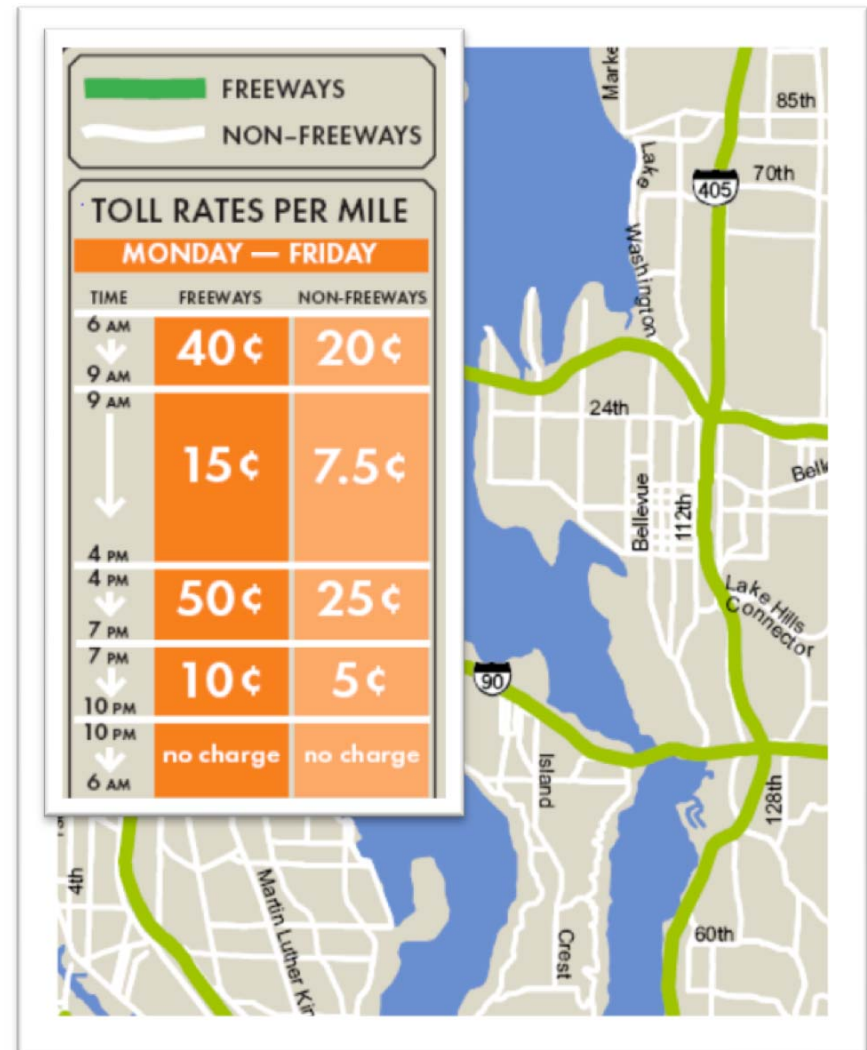 FREEWAYS
NON-FREEWAYS
TOLL RATES PER MILE
MONDAY — FRIDAY
TIME FREEWAYS NON-FREEWAYS
6 AM
9 AM
40¢ 20¢
9 AM
4 PM
15¢ 7.5¢
4 PM
7 PM
50¢ 25¢
7 PM
10 PM
10¢ 5¢
10 PM
6 AM
no charge no charge
Marke
85th
Lake Washington
405
70th
24th
Bellevue
112th
Bell
Lake Hills
Connector
90
Island
Crest
128th
60th
4th
Martin Luther Kin